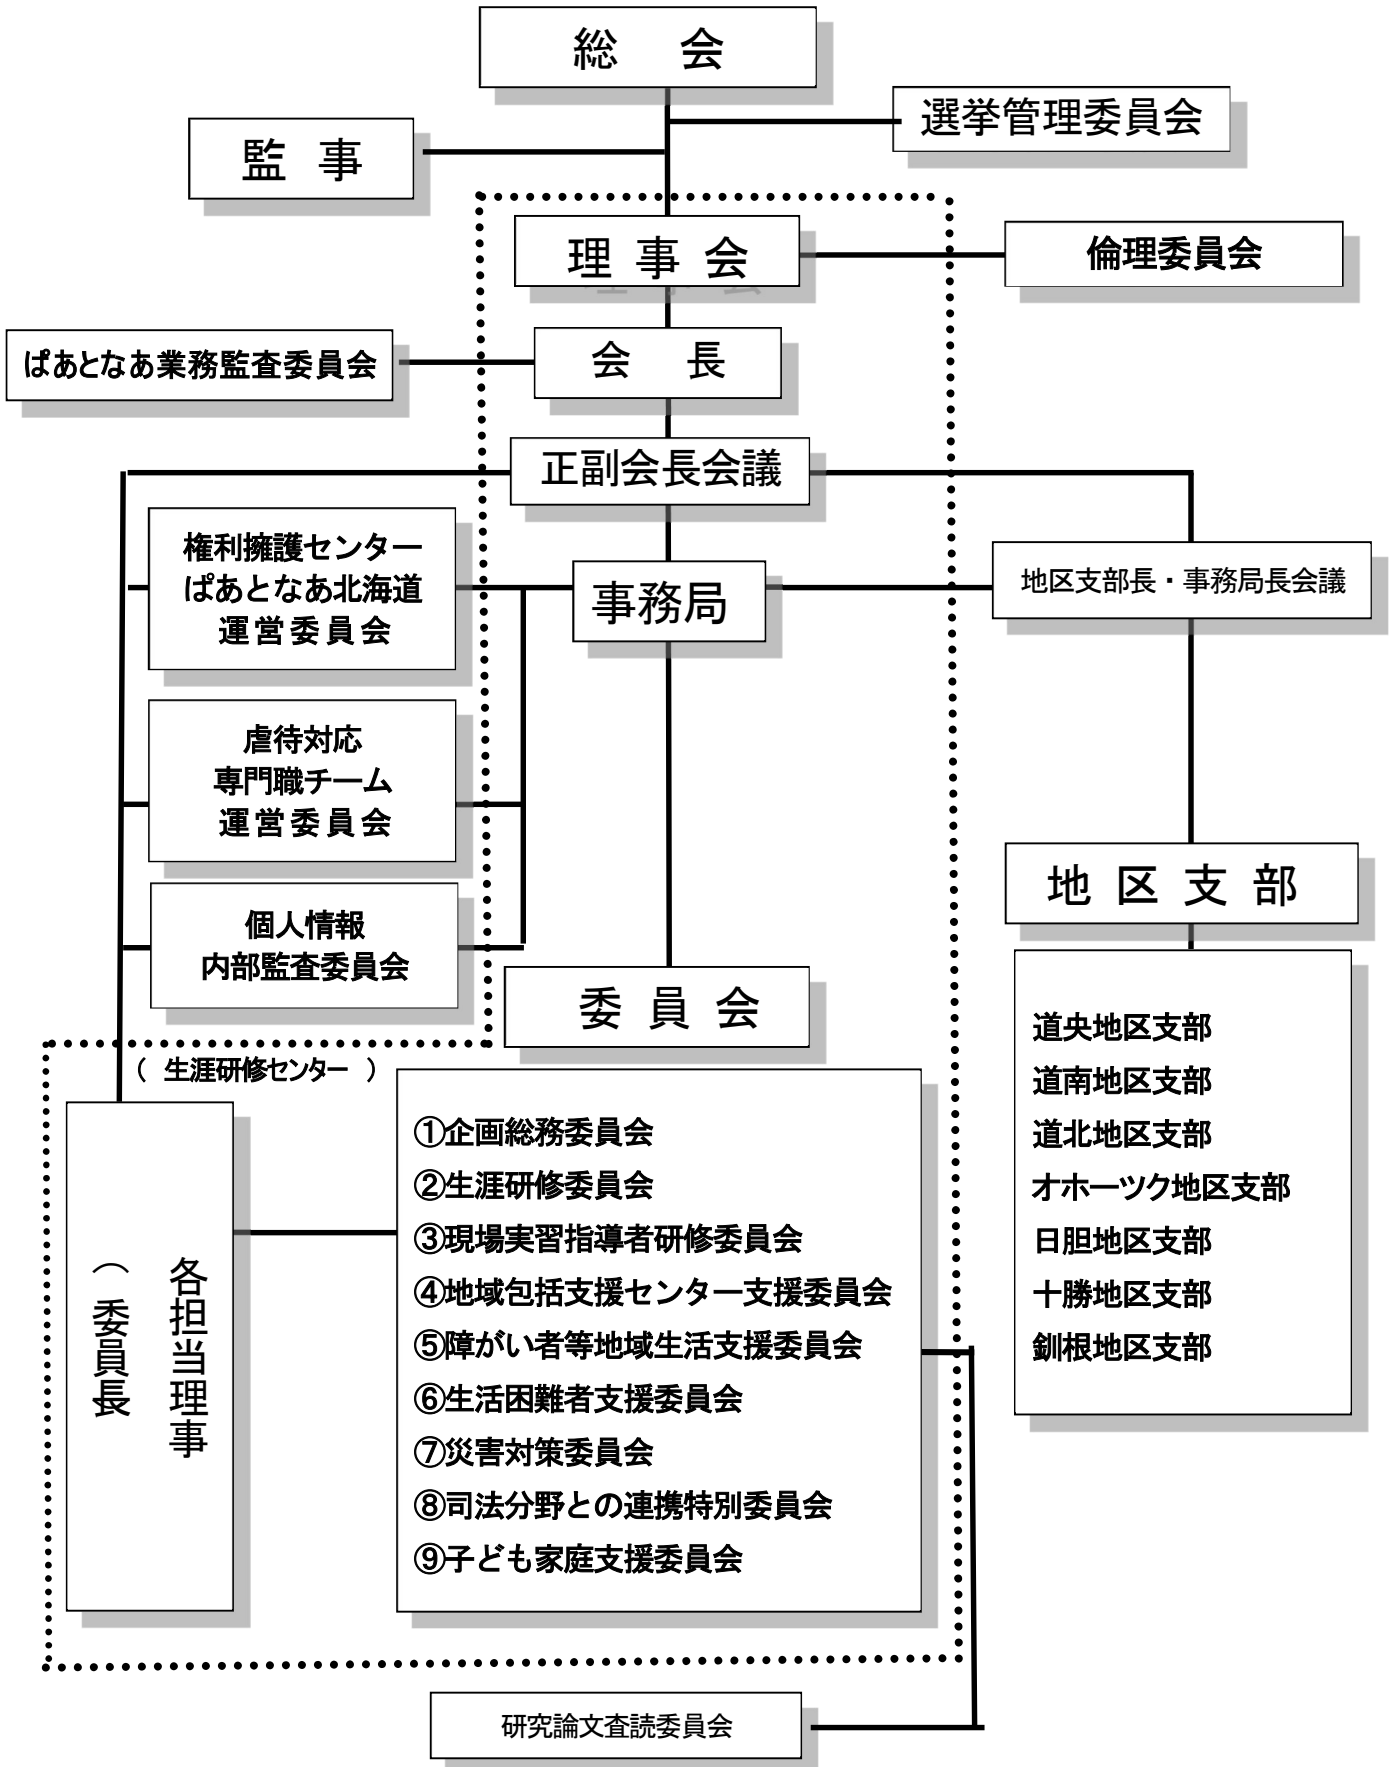 総　会
選挙管理委員会
監　事
理 事 会
倫理委員会
会　長
ぱあとなあ業務監査委員会
正副会長会議
権利擁護センター
ぱあとなあ北海道
運営委員会
事務局
地区支部長・事務局長会議
虐待対応
専門職チーム
運営委員会
地 区 支 部
個人情報
内部監査委員会
委 員 会
道央地区支部
道南地区支部
道北地区支部
オホーツク地区支部
日胆地区支部
十勝地区支部
釧根地区支部
（　生涯研修センター　）
各担当理事
（委員長
①企画総務委員会
②生涯研修委員会
③現場実習指導者研修委員会
④地域包括支援センター支援委員会
⑤障がい者等地域生活支援委員会
⑥生活困難者支援委員会
⑦災害対策委員会
⑧司法分野との連携特別委員会
⑨子ども家庭支援委員会
研究論文査読委員会